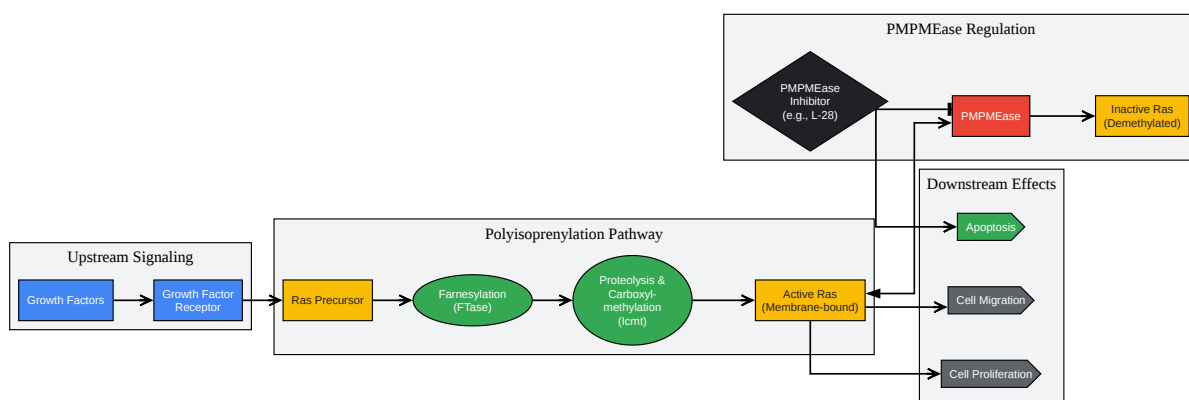 PMPMEase Regulation
PMPMEase
Inhibitor
(e.g., L-28)
PMPMEase
Inactive Ras
(Demethylated)
Downstream Effects
Apoptosis
Cell Migration
Cell Proliferation
Polyisoprenylation Pathway
Ras Precursor
Farnesylation
(FTase)
Proteolysis &
Carboxyl-
methylation
(Icmt)
Active Ras
(Membrane-bound)
Upstream Signaling
Growth Factors
Growth Factor
Receptor